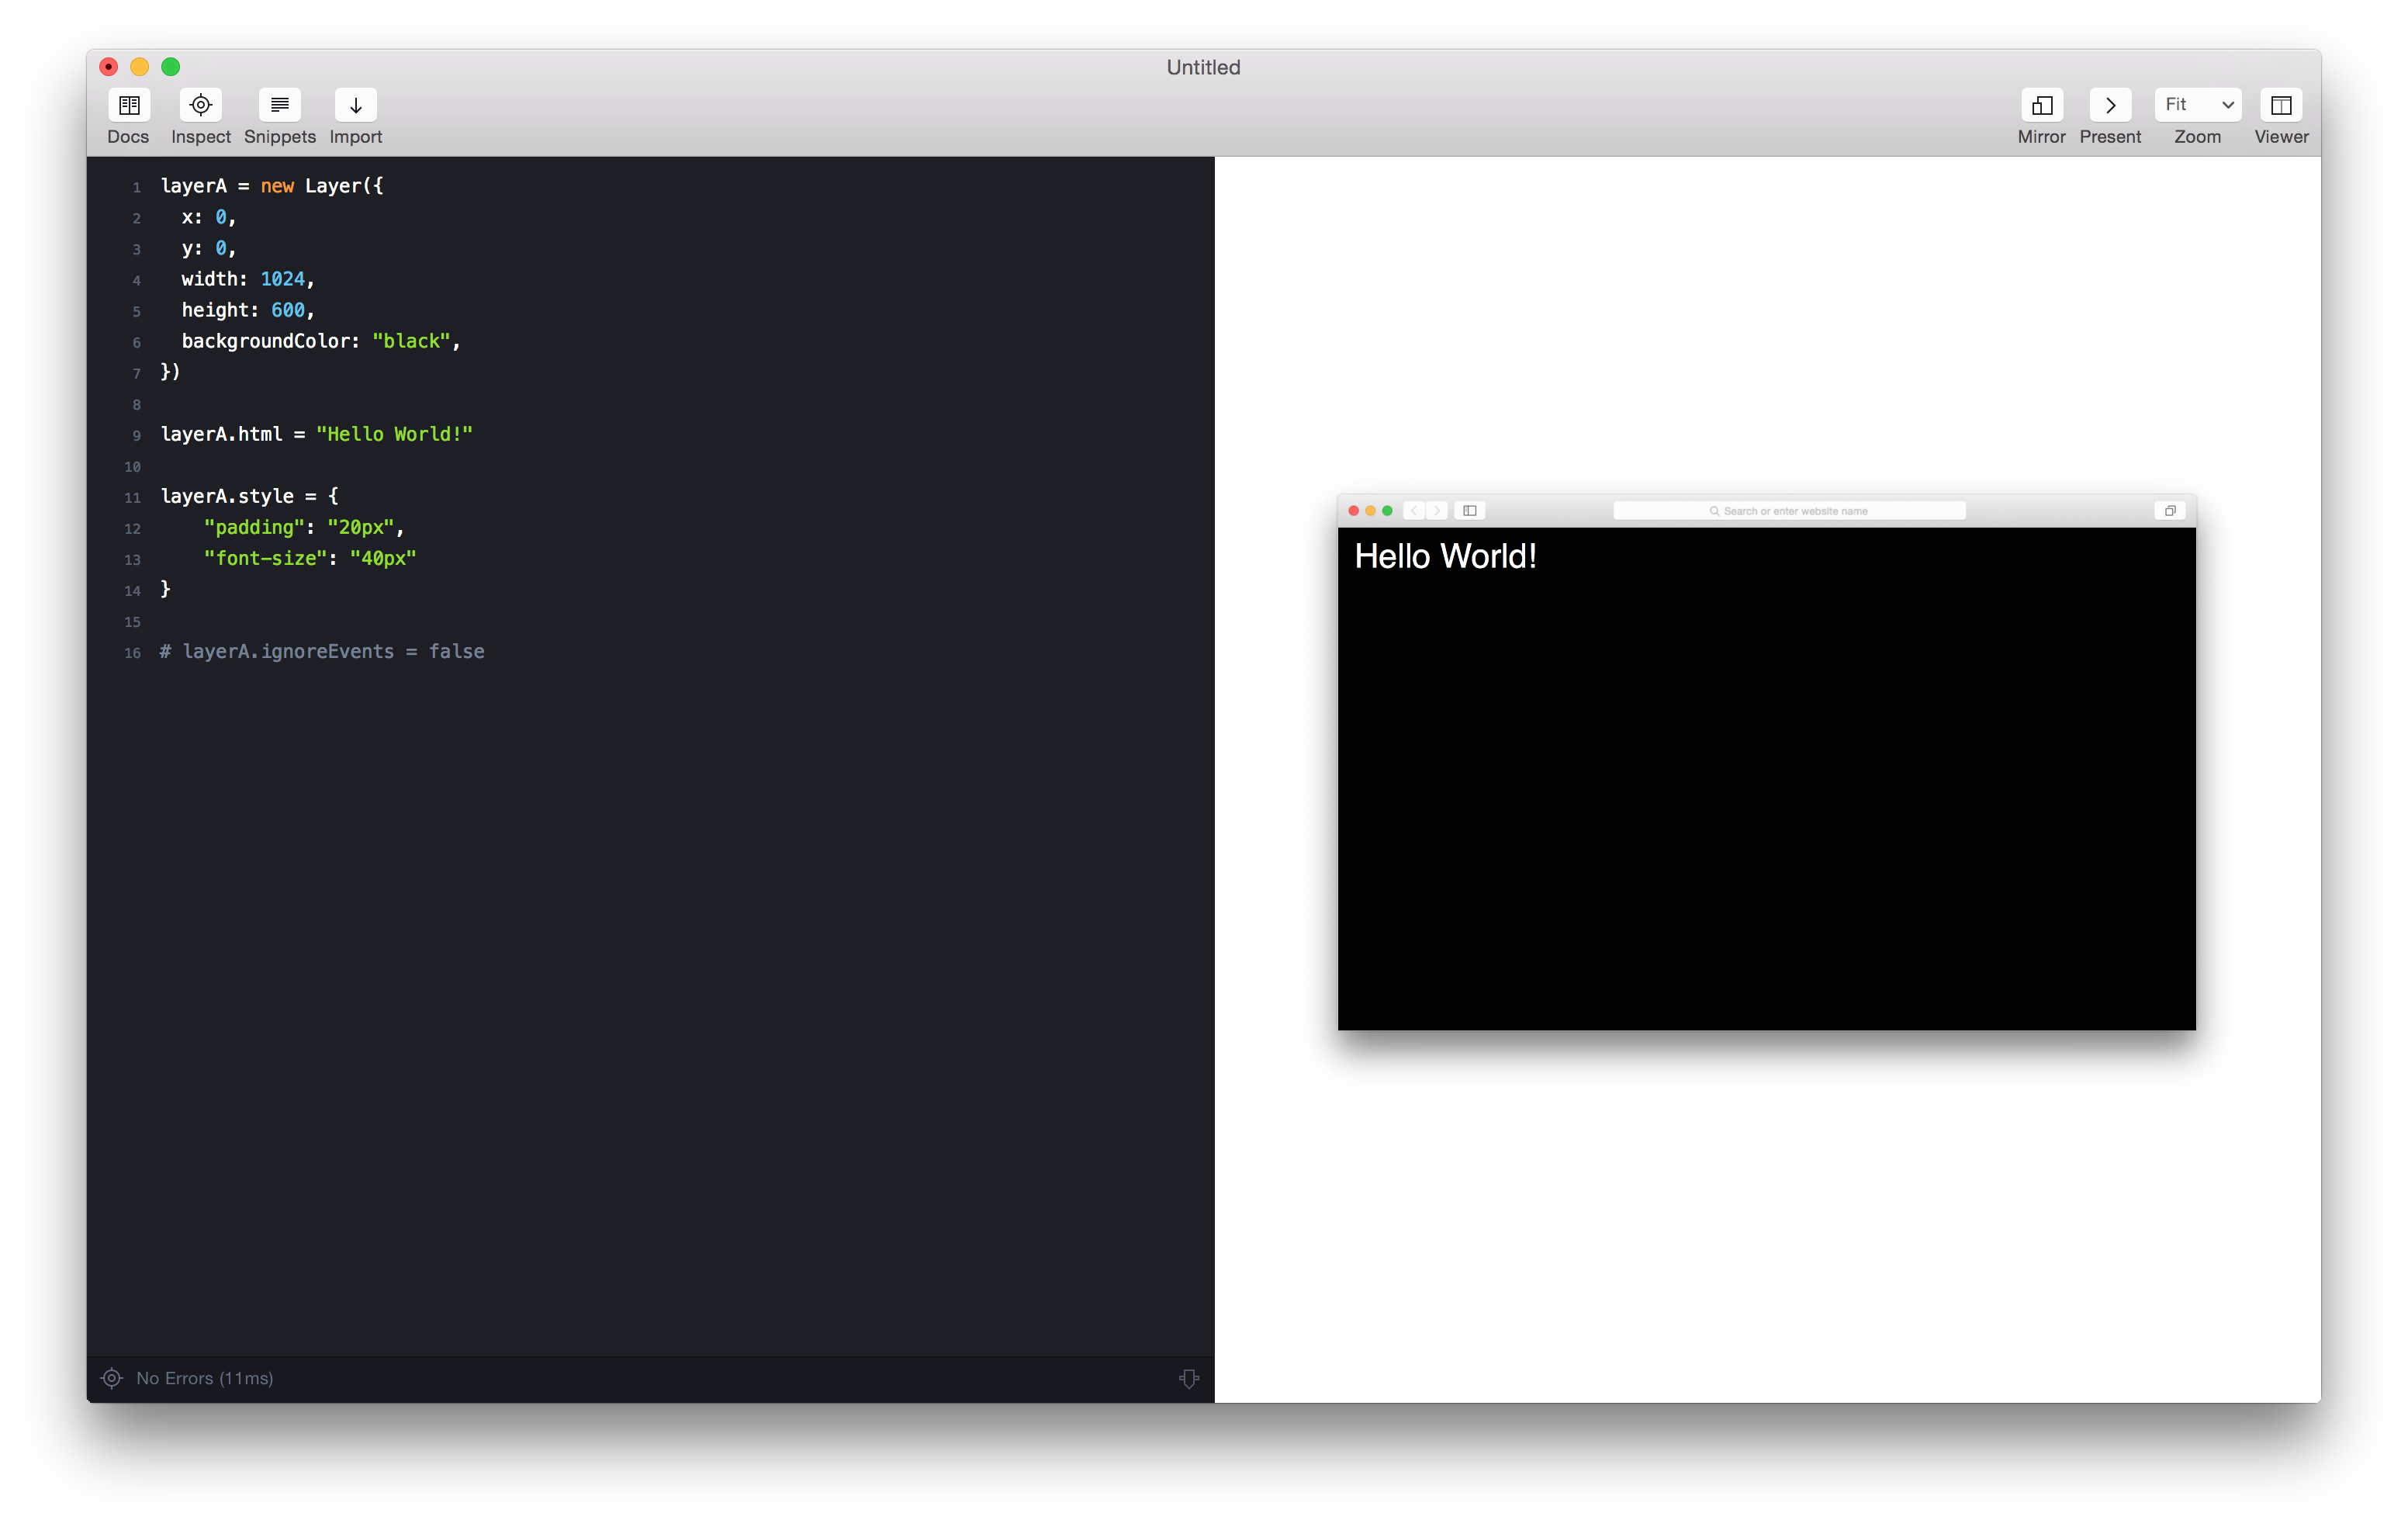 Untitled
Docs Inspect Snippets Import
Fit
Mirror Present Zoom Viewer
1 layerA = new Layer({
2 x: 0,
3 y: 0,
4 width: 1024,
5 height: 600,
6 backgroundColor: "black",
7 })
8
9 layerA.html = "Hello World!"
10
11 layerA.style = {
12 "padding": "20px",
13 "font-size": "40px"
14 }
15
16 # layerA.ignoreEvents = false
No Errors (11ms)
Search or enter website name
Hello World!